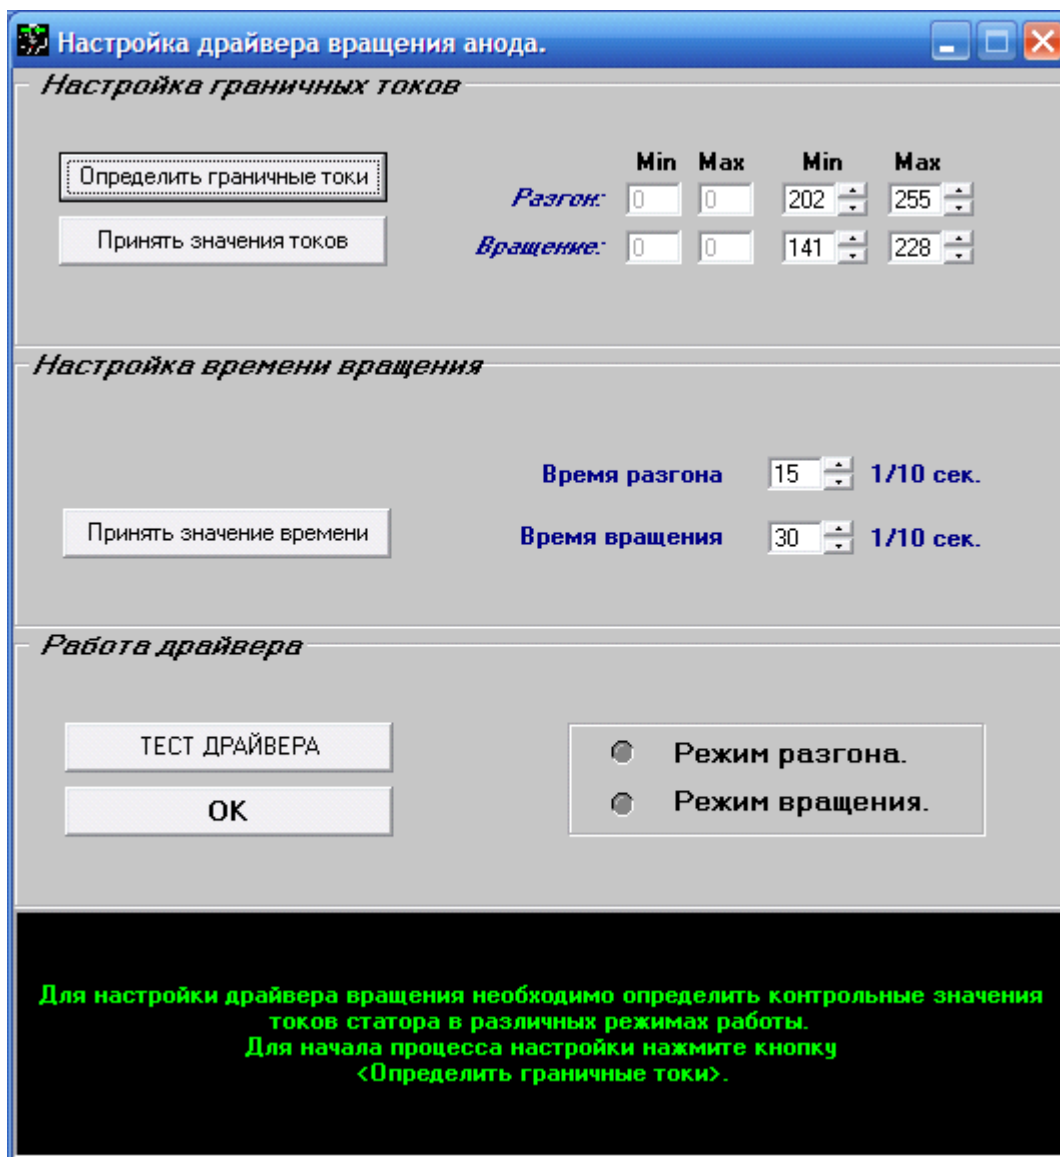 Настройка драйвера вращения анода.
Настройка граничных токов
Min Max Min Max
Определить граничные токи
Разгон: 0 0 202 255
Принять значения токов
Вращение: 0 0 141 228
Настройка времени вращения
Время разгона 15 1/10 сек.
Принять значение времени
Время вращения 30 1/10 сек.
Работа драйвера
ТЕСТ ДРАЙВЕРА
Режим разгона.
OK
Режим вращения.
Для настройки драйвера вращения необходимо определить контрольные значения
токов статора в различных режимах работы.
Для начала процесса настройки нажмите кнопку
<Определить граничные токи>.